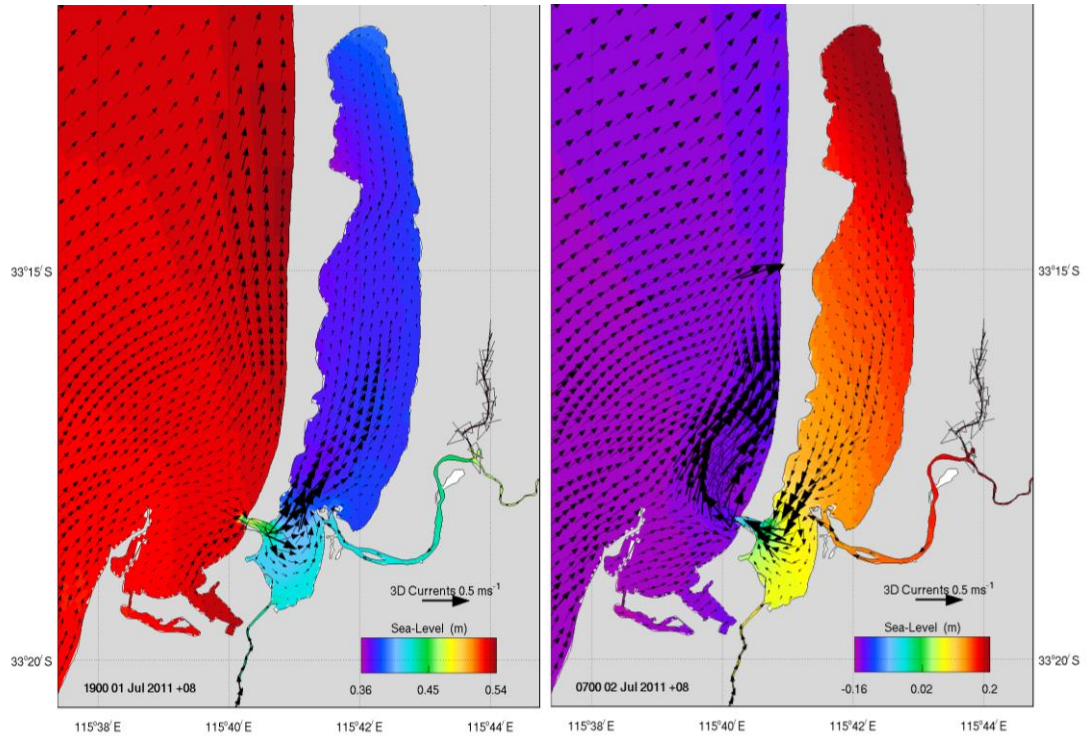 33°15′ S
3D Currents 0.5 ms⁻¹
Sea-Level (m)
33°20′ S
0.36 0.45 0.54
1900 01 Jul 2011 +08
115°38′ E 115°40′ E 115°42′ E 115°44′ E
33°15′ S
3D Currents 0.5 ms⁻¹
Sea-Level (m)
33°20′ S
-0.16 0.02 0.2
0700 02 Jul 2011 +08
115°38′ E 115°40′ E 115°42′ E 115°44′ E